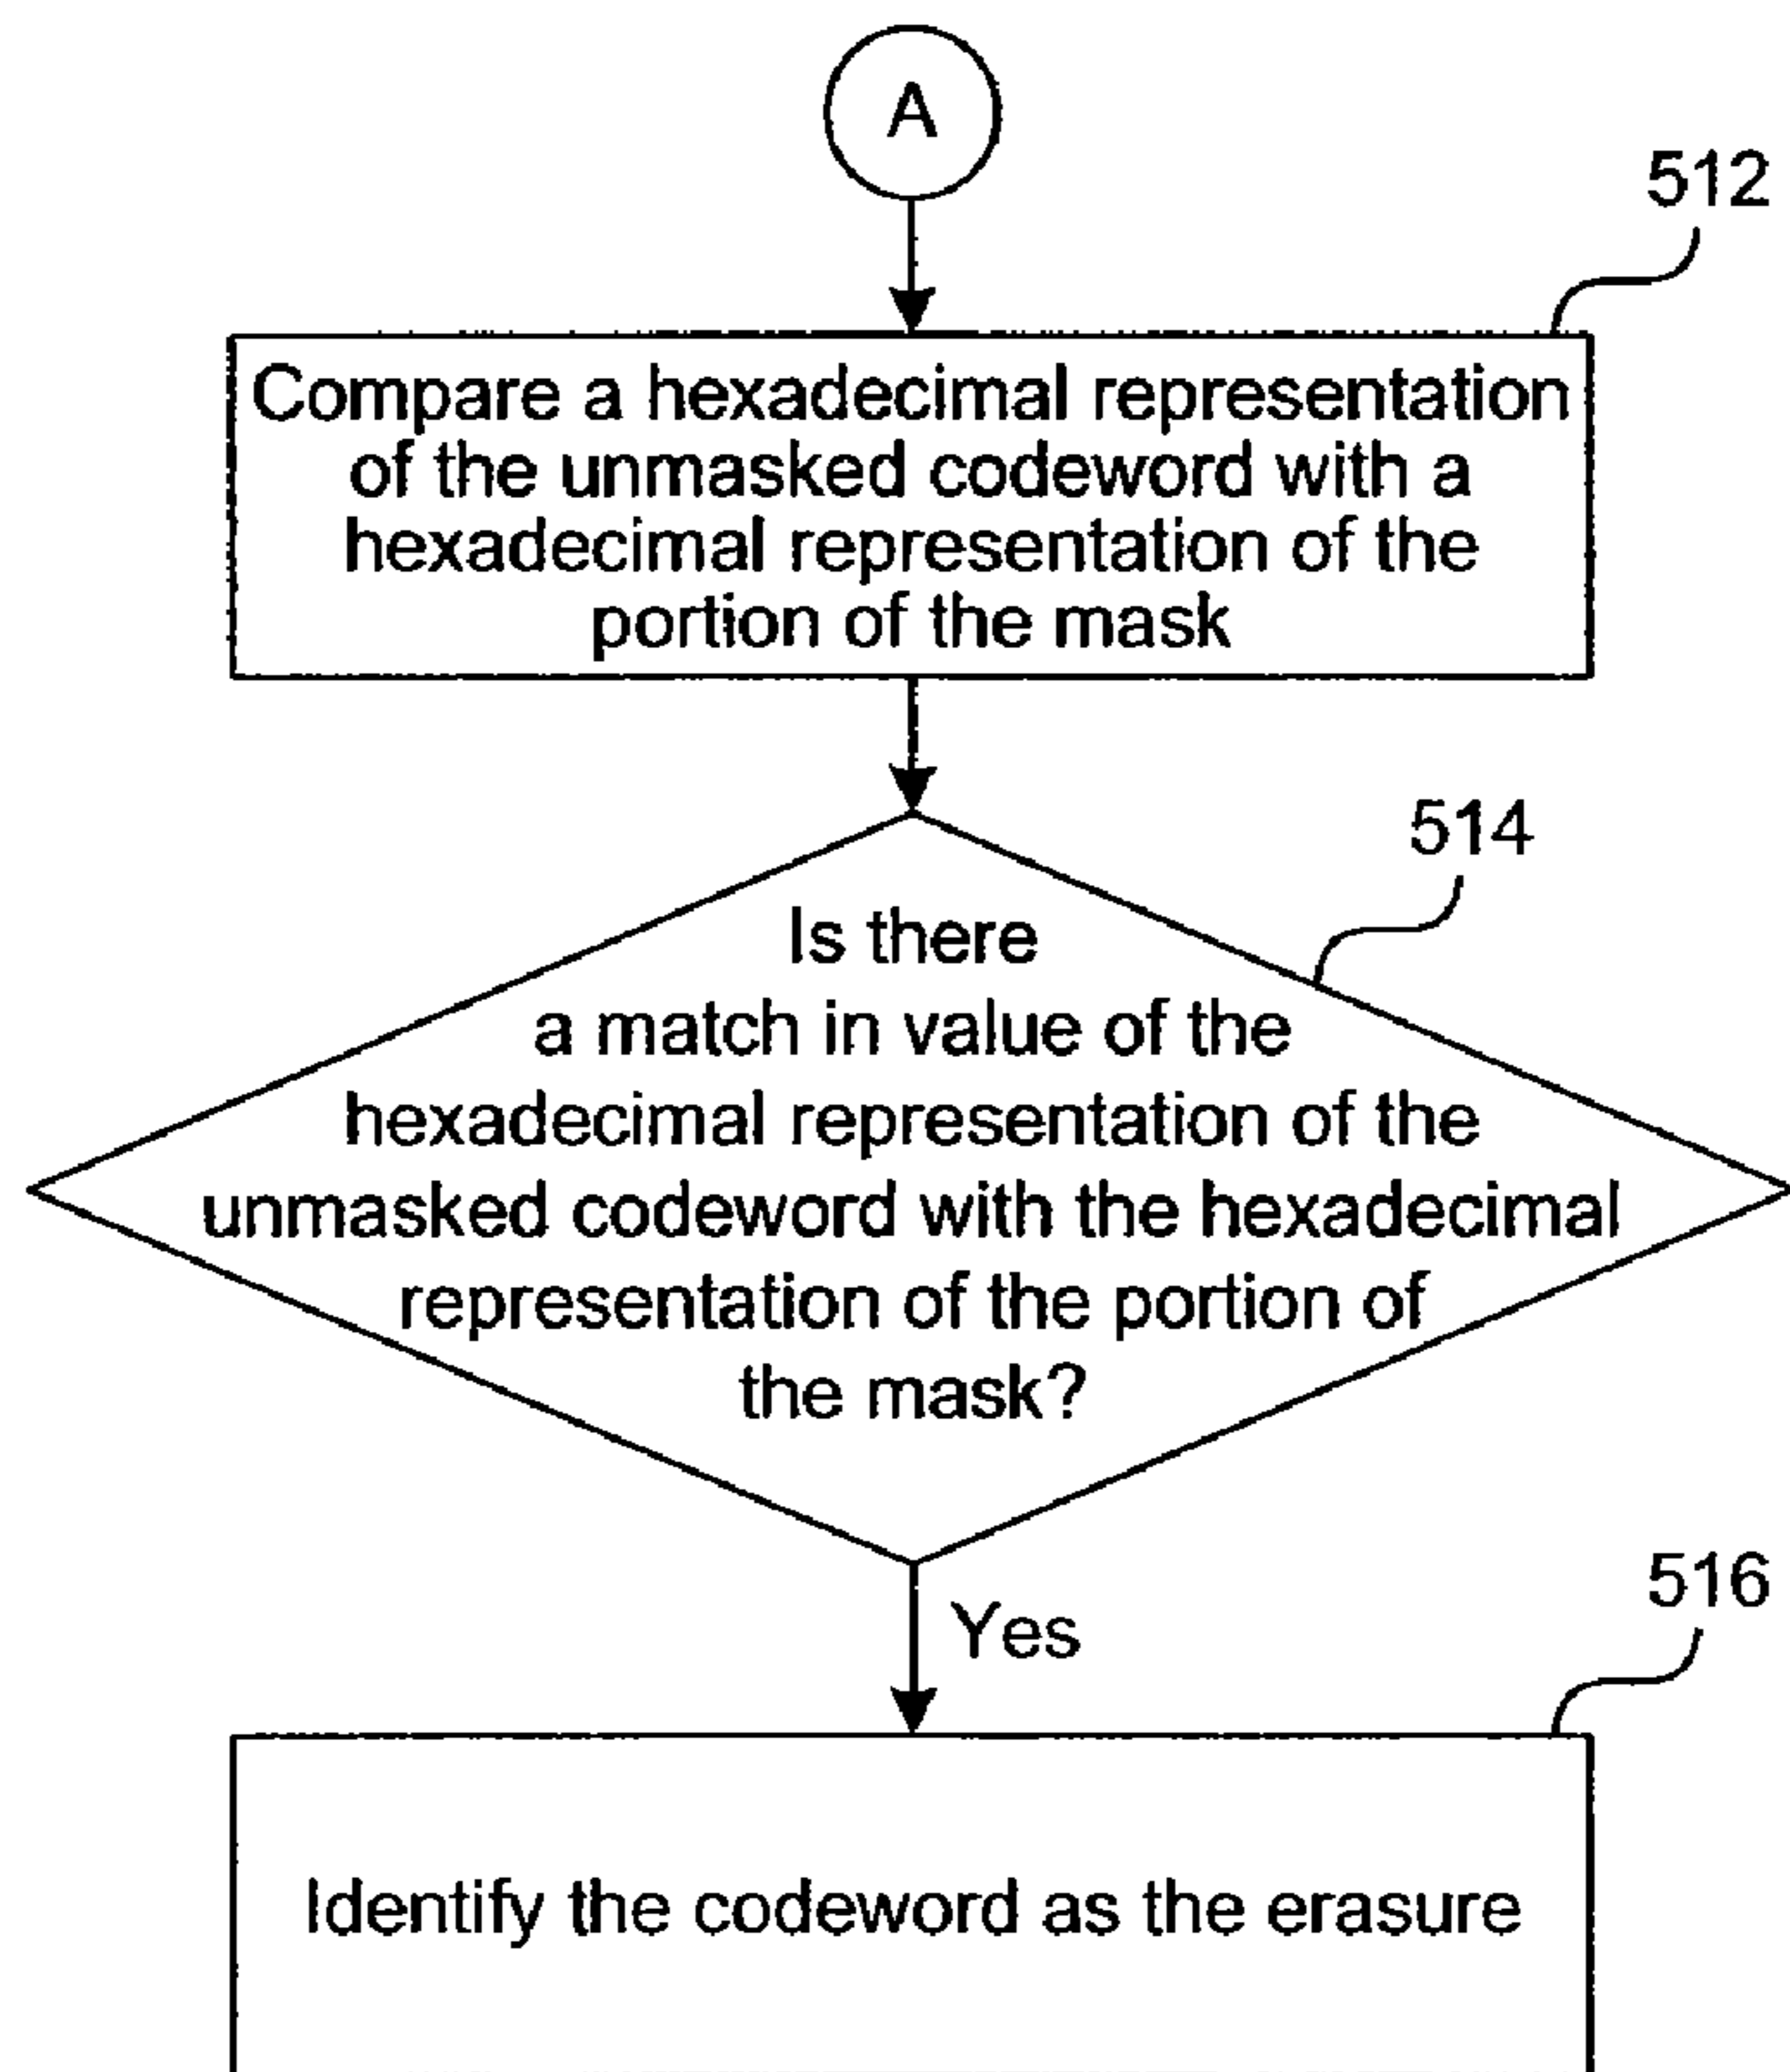 A
512
Compare a hexadecimal representation
of the unmasked codeword with a
hexadecimal representation of the
portion of the mask
514
Is there
a match in value of the
hexadecimal representation of the
unmasked codeword with the hexadecimal
representation of the portion of
the mask?
Yes
516
Identify the codeword as the erasure